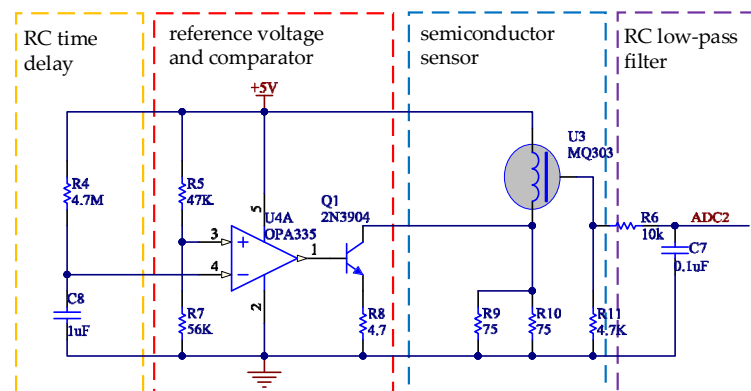 RC time
delay
reference voltage
and comparator
semiconductor
sensor
RC low-pass
filter
+5V
U3
MQ303
R4
4.7M
R5
47K
U4A
OPA335
Q1
2N3904
5
3
4
1
2
R6
10k
ADC2
C7
0.1uF
C8
1uF
R7
56K
R8
4.7
R9
75
R10
75
R11
4.7K